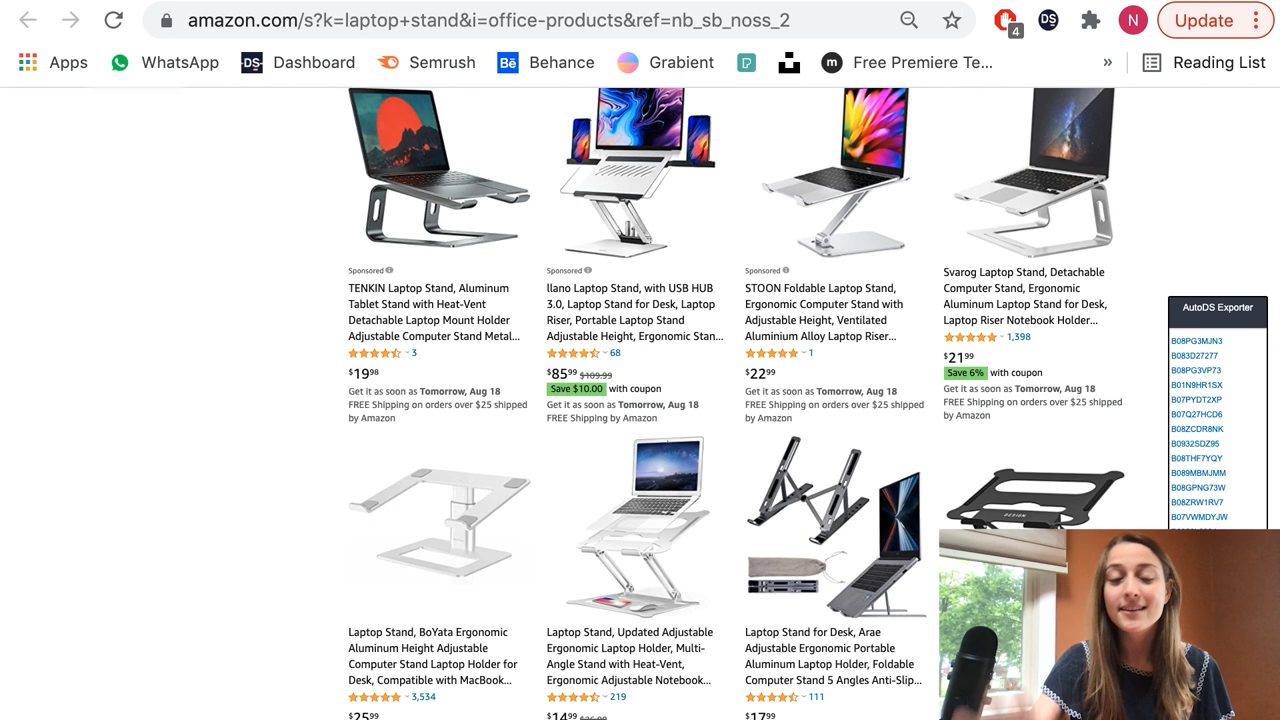 amazon.com/s?k=laptop+stand&i=office-products&ref=nb_sb_noss_2
4
DS
N
Update
Apps
WhatsApp
DS
Dashboard
Semrush
Bē
Behance
Grabient
m
Free Premiere Te...
»
Reading List
Sponsored
TENKIN Laptop Stand, Aluminum
Tablet Stand with Heat-Vent
Detachable Laptop Mount Holder
Adjustable Computer Stand Metal...
3
$19.98
Get it as soon as Tomorrow, Aug 18
FREE Shipping on orders over $25 shipped
by Amazon
Sponsored
llano Laptop Stand, with USB HUB
3.0, Laptop Stand for Desk, Laptop
Riser, Portable Laptop Stand
Adjustable Height, Ergonomic Stan...
68
$85.99 $109.99
Save $10.00 with coupon
Get it as soon as Tomorrow, Aug 18
FREE Shipping by Amazon
Sponsored
STOON Foldable Laptop Stand,
Ergonomic Computer Stand with
Adjustable Height, Ventilated
Aluminium Alloy Laptop Riser...
1
$22.99
Get it as soon as Tomorrow, Aug 18
FREE Shipping on orders over $25 shipped
by Amazon
Svarog Laptop Stand, Detachable
Computer Stand, Ergonomic
Aluminum Laptop Stand for Desk,
Laptop Riser Notebook Holder...
1,398
$21.99
Save 6% with coupon
Get it as soon as Tomorrow, Aug 18
FREE Shipping on orders over $25 shipped
by Amazon
AutoDS Exporter
B08PG3MJN3
B083D27277
B08PG3VP73
B01N9HR1SX
B07PYDT2XP
B07Q27HCD6
B08ZCDR8NK
B0932SDZ95
B08THF7YQY
B089MBMJMM
B08GPNG73W
B08ZRW1RV7
B07VWMDYJW
Laptop Stand, BoYata Ergonomic
Aluminum Height Adjustable
Computer Stand Laptop Holder for
Desk, Compatible with MacBook...
3,534
$25.99
Laptop Stand, Updated Adjustable
Ergonomic Laptop Holder, Multi-
Angle Stand with Heat-Vent,
Ergonomic Adjustable Notebook...
219
$14.99
Laptop Stand for Desk, Arae
Adjustable Ergonomic Portable
Aluminum Laptop Holder, Foldable
Computer Stand 5 Angles Anti-Slip...
111
$17.99